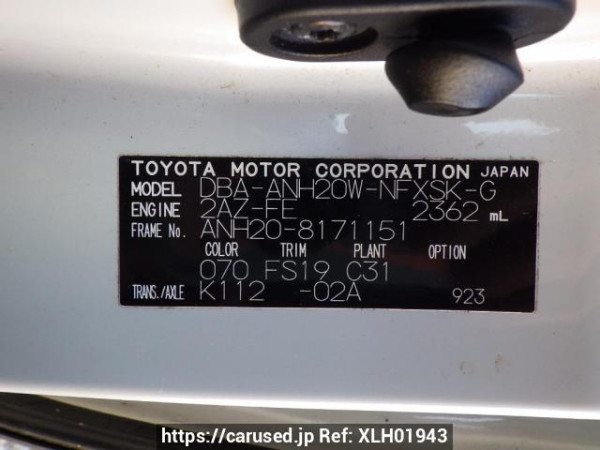 TOYOTA MOTOR CORPORATION JAPAN
MODEL DBA-ANH20W-NFXSK-G
ENGINE 2AZ-FE 2362 mL
FRAME No. ANH20-8171151
COLOR TRIM PLANT OPTION
070 FS19 C31
TRANS./AXLE K112 -02A 923
https://carused.jp Ref: XLH01943